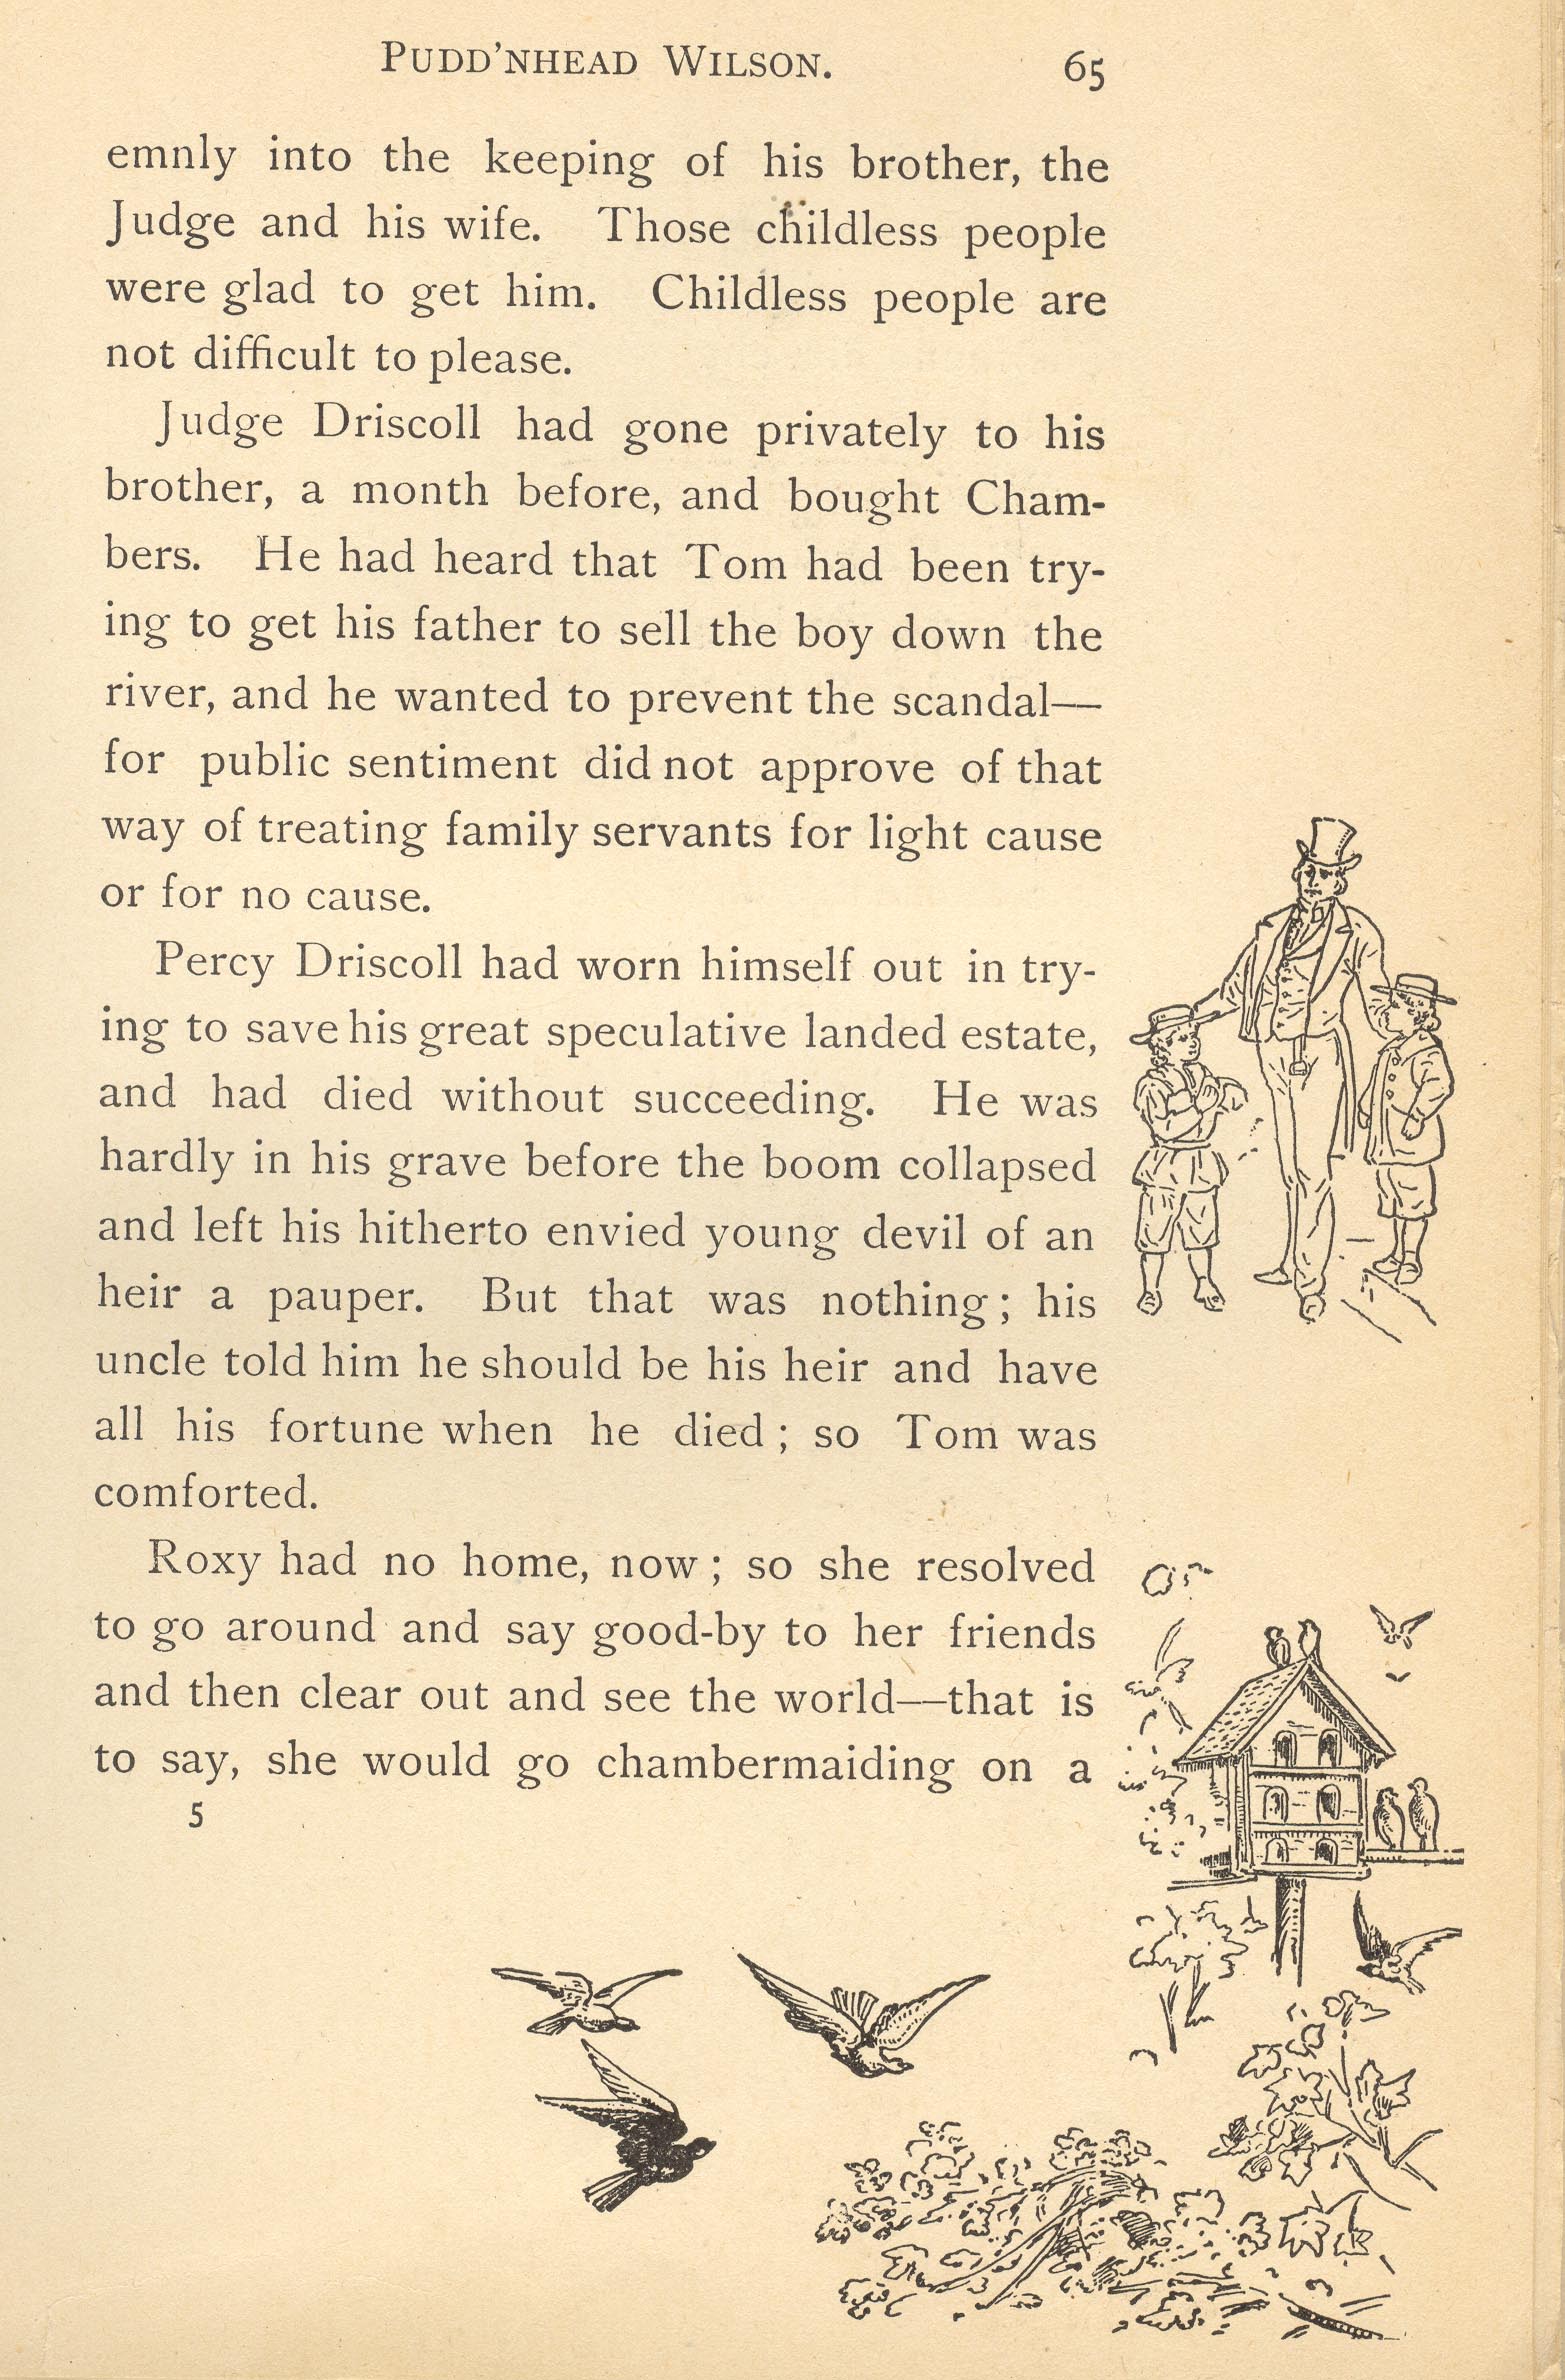 PUDD'NHEAD WILSON. 65
emnly into the keeping of his brother, the
Judge and his wife. Those childless people
were glad to get him. Childless people are
not difficult to please.
Judge Driscoll had gone privately to his
brother, a month before, and bought Cham-
bers. He had heard that Tom had been try-
ing to get his father to sell the boy down the
river, and he wanted to prevent the scandal—
for public sentiment did not approve of that
way of treating family servants for light cause
or for no cause.
Percy Driscoll had worn himself out in try-
ing to save his great speculative landed estate,
and had died without succeeding. He was
hardly in his grave before the boom collapsed
and left his hitherto envied young devil of an
heir a pauper. But that was nothing; his
uncle told him he should be his heir and have
all his fortune when he died; so Tom was
comforted.
Roxy had no home, now; so she resolved
to go around and say good-by to her friends
and then clear out and see the world—that is
to say, she would go chambermaiding on a
5